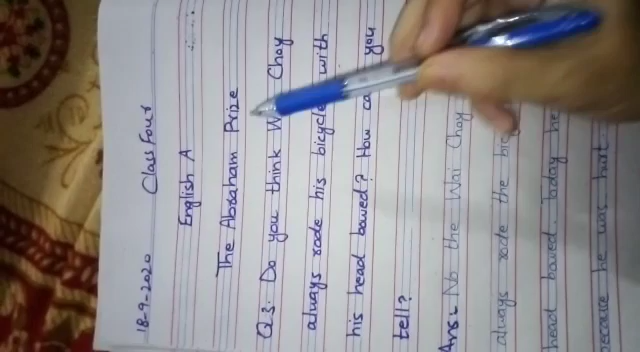 18-9-2020 Class Four
English A
The Abraham Prize
Q3. Do you think Choy
always rode his bicycle with
his head bowed? How you
tell?
Ans. No the Wai Choy
always rode the
head bowed. Today he
because he was hurt